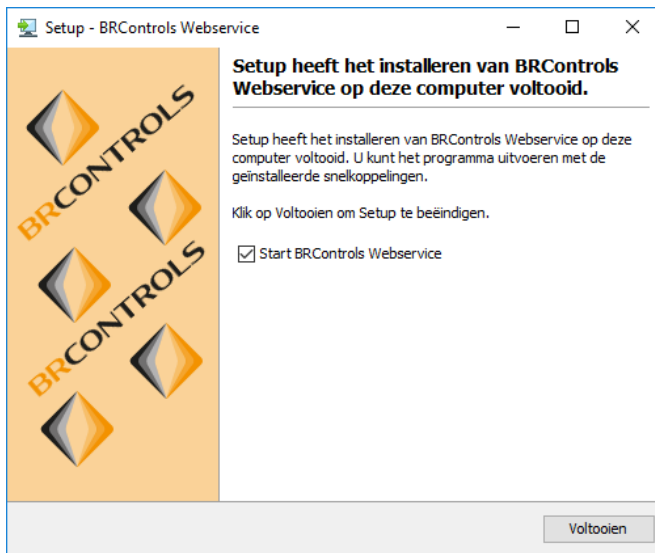 Setup - BRControls Webservice
Setup heeft het installeren van BRControls
Webservice op deze computer voltooid.
Setup heeft het installeren van BRControls Webservice op deze
computer voltooid. U kunt het programma uitvoeren met de
geïnstalleerde snelkoppelingen.
Klik op Voltooien om Setup te beëindigen.
Start BRControls Webservice
BRCONTROLS
BRCONTROLS
Voltooien